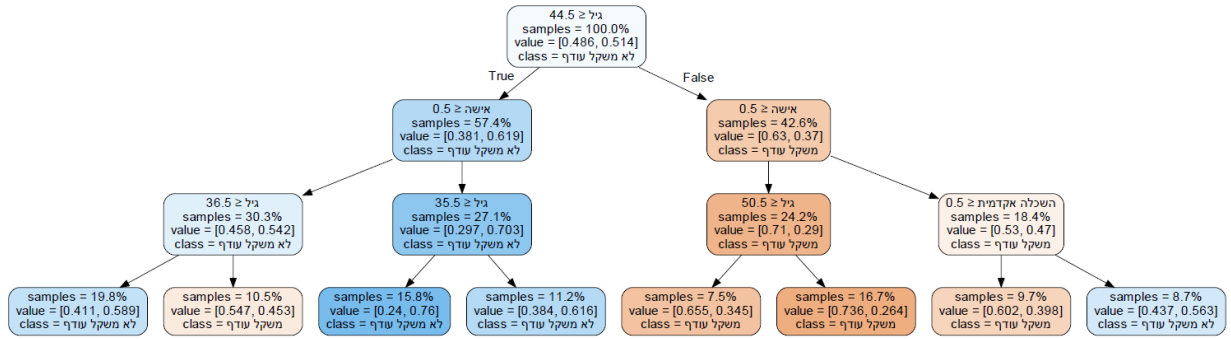 גיל ≤ 44.5
samples = 100.0%
value = [0.486, 0.514]
class = לא משקל עודף
True
False
אישה ≤ 0.5
samples = 57.4%
value = [0.381, 0.619]
class = לא משקל עודף
אישה ≤ 0.5
samples = 42.6%
value = [0.63, 0.37]
class = משקל עודף
גיל ≤ 36.5
samples = 30.3%
value = [0.458, 0.542]
class = לא משקל עודף
גיל ≤ 35.5
samples = 27.1%
value = [0.297, 0.703]
class = לא משקל עודף
גיל ≤ 50.5
samples = 24.2%
value = [0.71, 0.29]
class = משקל עודף
השכלה אקדמית ≤ 0.5
samples = 18.4%
value = [0.53, 0.47]
class = משקל עודף
samples = 19.8%
value = [0.411, 0.589]
class = לא משקל עודף
samples = 10.5%
value = [0.547, 0.453]
class = משקל עודף
samples = 15.8%
value = [0.24, 0.76]
class = לא משקל עודף
samples = 11.2%
value = [0.384, 0.616]
class = לא משקל עודף
samples = 7.5%
value = [0.655, 0.345]
class = משקל עודף
samples = 16.7%
value = [0.736, 0.264]
class = משקל עודף
samples = 9.7%
value = [0.602, 0.398]
class = משקל עודף
samples = 8.7%
value = [0.437, 0.563]
class = לא משקל עודף